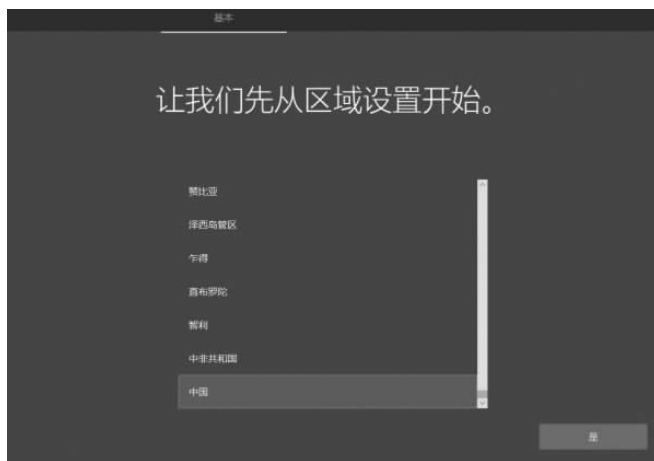 基本
让我们先从区域设置开始。
赞比亚
泽西岛管区
乍得
直布罗陀
智利
中非共和国
中国
是